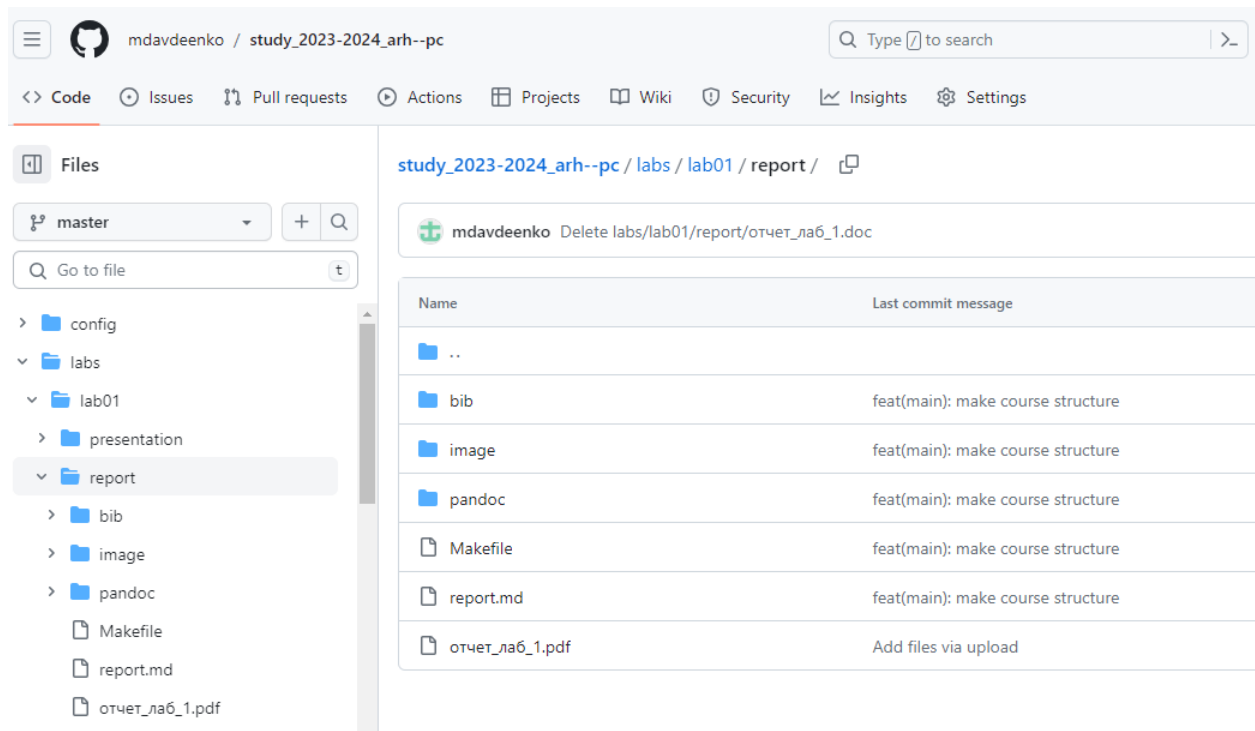 mdavdeenko / study_2023-2024_arh--pc
Type / to search
Code Issues Pull requests Actions Projects Wiki Security Insights Settings
Files
master
Go to file t
config
labs
lab01
presentation
report
bib
image
pandoc
Makefile
report.md
отчет_лаб_1.pdf
study_2023-2024_arh--pc / labs / lab01 / report /
mdavdeenko Delete labs/lab01/report/отчет_лаб_1.doc
Name Last commit message
..
bib feat(main): make course structure
image feat(main): make course structure
pandoc feat(main): make course structure
Makefile feat(main): make course structure
report.md feat(main): make course structure
отчет_лаб_1.pdf Add files via upload